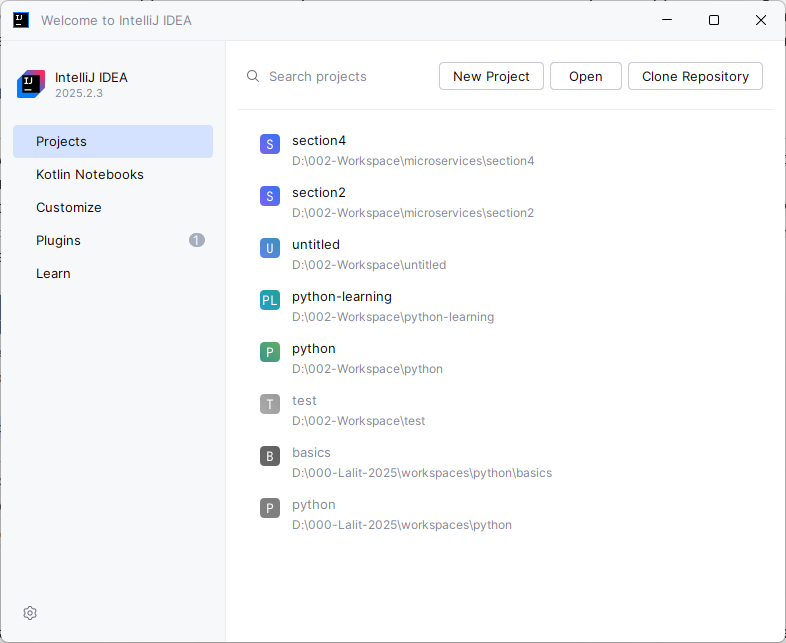 Welcome to IntelliJ IDEA
IntelliJ IDEA
2025.2.3
Projects
Kotlin Notebooks
Customize
Plugins 1
Learn
Search projects New Project Open Clone Repository
S section4
D:\002-Workspace\microservices\section4
S section2
D:\002-Workspace\microservices\section2
U untitled
D:\002-Workspace\untitled
PL python-learning
D:\002-Workspace\python-learning
P python
D:\002-Workspace\python
T test
D:\002-Workspace\test
B basics
D:\000-Lalit-2025\workspaces\python\basics
P python
D:\000-Lalit-2025\workspaces\python